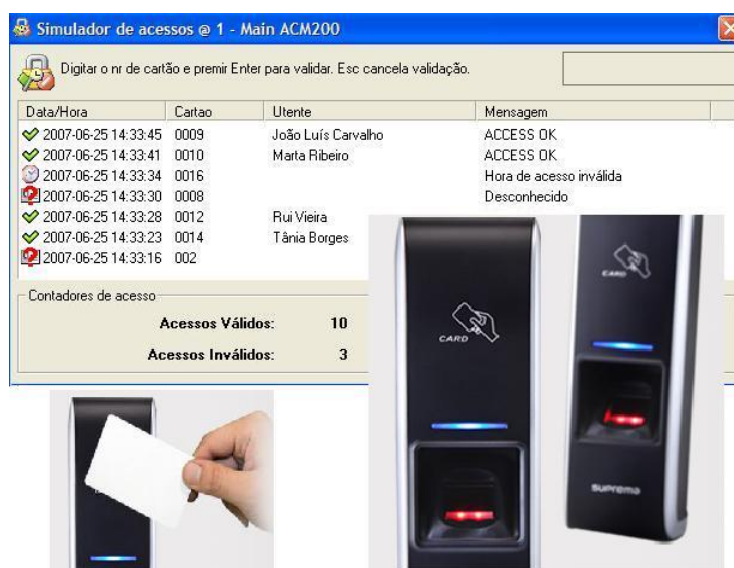 Simulador de acessos @ 1 - Main ACM200
Digitar o nr de cartão e premir Enter para validar. Esc cancela validação.
Data/Hora Cartao Utente Mensagem
2007-06-25 14:33:45 0009 João Luís Carvalho ACCESS OK
2007-06-25 14:33:41 0010 Marta Ribeiro ACCESS OK
2007-06-25 14:33:34 0016 Hora de acesso inválida
2007-06-25 14:33:30 0008 Desconhecido
2007-06-25 14:33:28 0012 Rui Vieira
2007-06-25 14:33:23 0014 Tânia Borges
2007-06-25 14:33:16 002
Contadores de acesso
Acessos Válidos: 10
Acessos Inválidos: 3
CARD
CARD
suprema